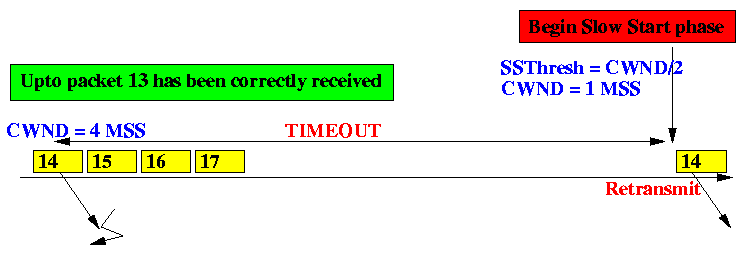 Begin Slow Start phase
SSThresh = CWND/2
CWND = 1 MSS
Upto packet 13 has been correctly received
CWND = 4 MSS
TIMEOUT
14 15 16 17 14
Retransmit